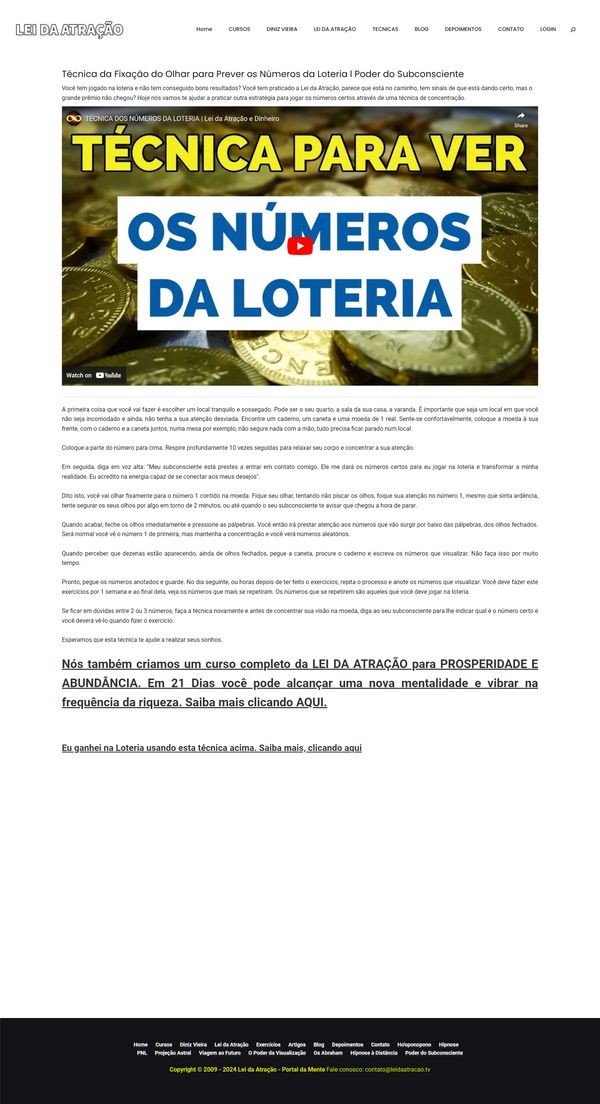 LEI DA ATRAÇÃO
Home CURSOS DINIZ VIEIRA LEI DA ATRAÇÃO TECNICAS BLOG DEPOIMENTOS CONTATO LOGIN
Técnica da Fixação do Olhar para Prever os Números da Loteria l Poder do Subconsciente
Você tem jogado na loteria e não tem conseguido bons resultados? Você tem praticado a Lei da Atração, parece que está no caminho, tem sinais de que está dando certo, mas o
grande prêmio não chegou? Hoje nós vamos te ajudar a praticar outra estratégia para jogar os números certos através de uma técnica de concentração.
TÉCNICA DOS NÚMEROS DA LOTERIA | Lei da Atração e Dinheiro
Share
TÉCNICA PARA VER
OS NÚMEROS
DA LOTERIA
Watch on YouTube
A primeira coisa que você vai fazer é escolher um local tranquilo e sossegado. Pode ser o seu quarto, a sala da sua casa, a varanda. É importante que seja um local em que você
não seja incomodado e ainda, não tenha a sua atenção desviada. Encontre um caderno, um caneta e uma moeda de 1 real. Sente-se confortavelmente, coloque a moeda à sua
frente, com o caderno e a caneta juntos, numa mesa por exemplo, não segure nada com a mão, tudo precisa ficar parado num local.
Coloque a parte do número para cima. Respire profundamente 10 vezes seguidas para relaxar seu corpo e concentrar a sua atenção.
Em seguida, diga em voz alta: "Meu subconsciente está prestes a entrar em contato comigo. Ele me dará os números certos para eu jogar na loteria e transformar a minha
realidade. Eu acredito na energia capaz de se conectar aos meus desejos".
Dito isto, você vai olhar fixamente para o número 1 contido na moeda. Fique seu olhar, tentando não piscar os olhos, foque sua atenção no número 1, mesmo que sinta ardência,
tente segurar os seus olhos por algo em torno de 2 minutos, ou até quando o seu subconsciente te avisar que chegou a hora de parar.
Quando acabar, feche os olhos imediatamente e pressione as pálpebras. Você então irá prestar atenção aos números que vão surgir por baixo das pálpebras, dos olhos fechados.
Será normal você vê o número 1 de primeira, mas mantenha a concentração e você verá números aleatórios.
Quando perceber que dezenas estão aparecendo, ainda de olhos fechados, pegue a caneta, procure o caderno e escreva os números que visualizar. Não faça isso por muito
tempo.
Pronto, pegue os números anotados e guarde. No dia seguinte, ou horas depois de ter feito o exercícios, repita o processo e anote os números que visualizar. Você deve fazer este
exercícios por 1 semana e ao final dela, veja os números que mais se repetiram. Os números que se repetirem são aqueles que você deve jogar na loteria.
Se ficar em dúvidas entre 2 ou 3 números, faça a técnica novamente e antes de concentrar sua visão na moeda, diga ao seu subconsciente para lhe indicar qual é o número certo e
você deverá vê-lo quando fizer o exercício.
Esperamos que esta técnica te ajude a realizar seus sonhos.
Nós também criamos um curso completo da LEI DA ATRAÇÃO para PROSPERIDADE E
ABUNDÂNCIA. Em 21 Dias você pode alcançar uma nova mentalidade e vibrar na
frequência da riqueza. Saiba mais clicando AQUI.
Eu ganhei na Loteria usando esta técnica acima. Saiba mais, clicando aqui
Home Cursos Diniz Vieira Lei da Atração Exercícios Artigos Blog Depoimentos Contato Ho'oponopono Hipnose
PNL Projeção Astral Viagem ao Futuro O Poder da Visualização Os Abraham Hipnose à Distância Poder do Subconsciente
Copyright © 2009 - 2024 Lei da Atração - Portal da Mente Fale conosco: contato@leidaatracao.tv